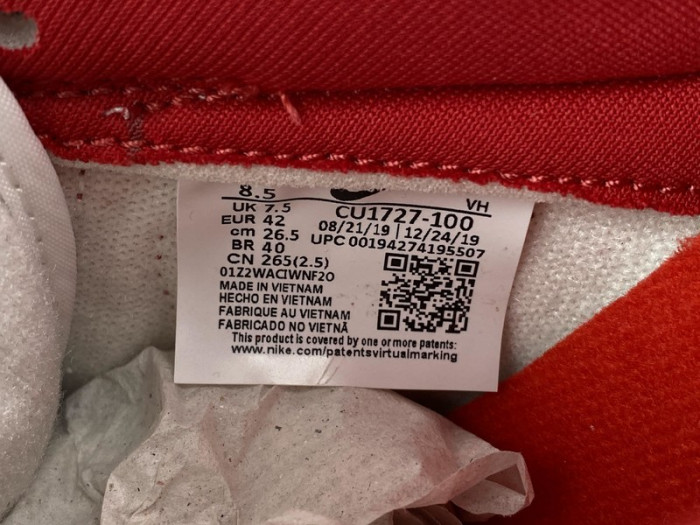 8.5 VH
UK 7.5 CU1727-100
EUR 42 08/21/19 | 12/24/19
cm 26.5 UPC 00194274195507
BR 40
CN 265(2.5)
MADE IN VIETNAM
HECHO EN VIETNAM
FABRIQUE AU VIETNAM
FABRICADO NO VIETNÃ
This product is covered by one or more patents:
www.nike.com/patentsvirtualmarking